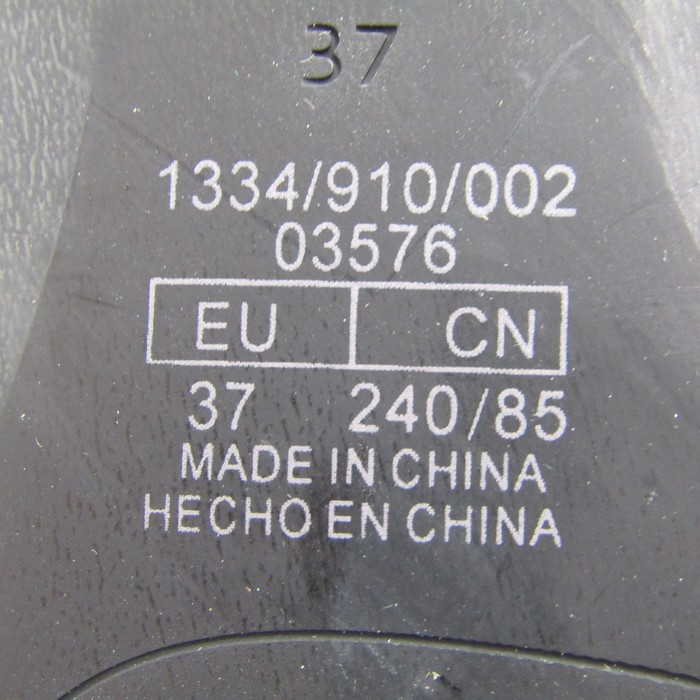 37
1334/910/002
03576
EU CN
37 240/85
MADE IN CHINA
HECHO EN CHINA